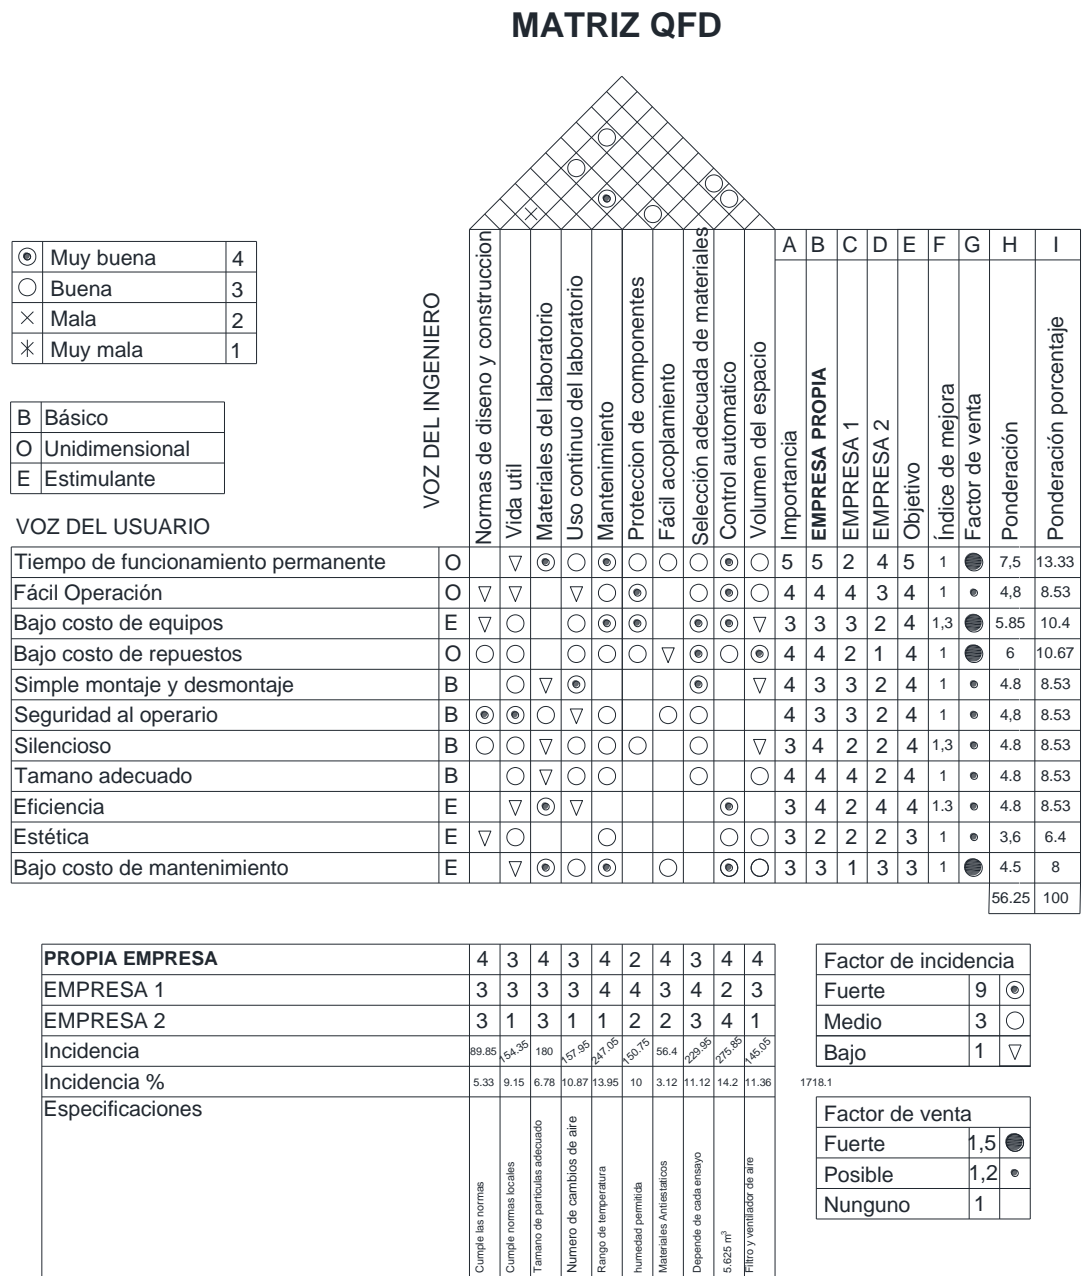 MATRIZ QFD
Muy buena 4
Buena 3
Mala 2
Muy mala 1
B Básico
O Unidimensional
E Estimulante
VOZ DEL INGENIERO
VOZ DEL USUARIO
Normas de diseno y construccion
Vida util
Materiales del laboratorio
Uso continuo del laboratorio
Mantenimiento
Proteccion de componentes
Fácil acoplamiento
Selección adecuada de materiales
Control automatico
Volumen del espacio
A B C D E F G H I
Importancia
EMPRESA PROPIA
EMPRESA 1
EMPRESA 2
Objetivo
Índice de mejora
Factor de venta
Ponderación
Ponderación porcentaje
Tiempo de funcionamiento permanente O 5 5 2 4 5 1 7,5 13.33
Fácil Operación O 4 4 4 3 4 1 4,8 8.53
Bajo costo de equipos E 3 3 3 2 4 1,3 5.85 10.4
Bajo costo de repuestos O 4 4 2 1 4 1 6 10.67
Simple montaje y desmontaje B 4 3 3 2 4 1 4.8 8.53
Seguridad al operario B 4 3 3 2 4 1 4,8 8.53
Silencioso B 3 4 2 2 4 1,3 4.8 8.53
Tamano adecuado B 4 4 4 2 4 1 4.8 8.53
Eficiencia E 3 4 2 4 4 1.3 4.8 8.53
Estética E 3 2 2 2 3 1 3,6 6.4
Bajo costo de mantenimiento E 3 3 1 3 3 1 4.5 8
56.25 100
PROPIA EMPRESA 4 3 4 3 4 2 4 3 4 4
EMPRESA 1 3 3 3 3 4 4 3 4 2 3
EMPRESA 2 3 1 3 1 1 2 2 3 4 1
Incidencia 89.85 154.35 180 157.95 247.05 150.75 56.4 229.95 275.85 145.05
Incidencia % 5.33 9.15 6.78 10.87 13.95 10 3.12 11.12 14.2 11.36 1718.1
Especificaciones
Cumple las normas
Cumple normas locales
Tamano de particulas adecuado
Numero de cambios de aire
Rango de temperatura
humedad permitida
Materiales Antiestaticos
Depende de cada ensayo
5.625 m³
Filtro y ventilador de aire
Factor de incidencia
Fuerte 9
Medio 3
Bajo 1
Factor de venta
Fuerte 1,5
Posible 1,2
Nunguno 1